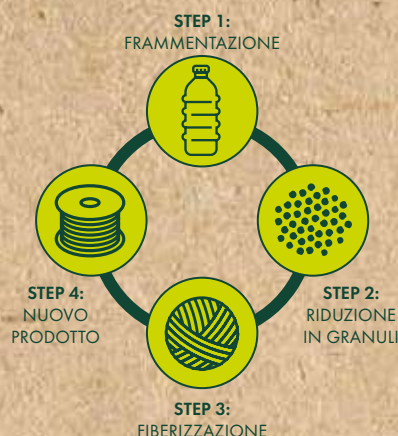 STEP 1:
FRAMMENTAZIONE
STEP 2:
RIDUZIONE
IN GRANULI
STEP 3:
FIBERIZZAZIONE
STEP 4:
NUOVO
PRODOTTO